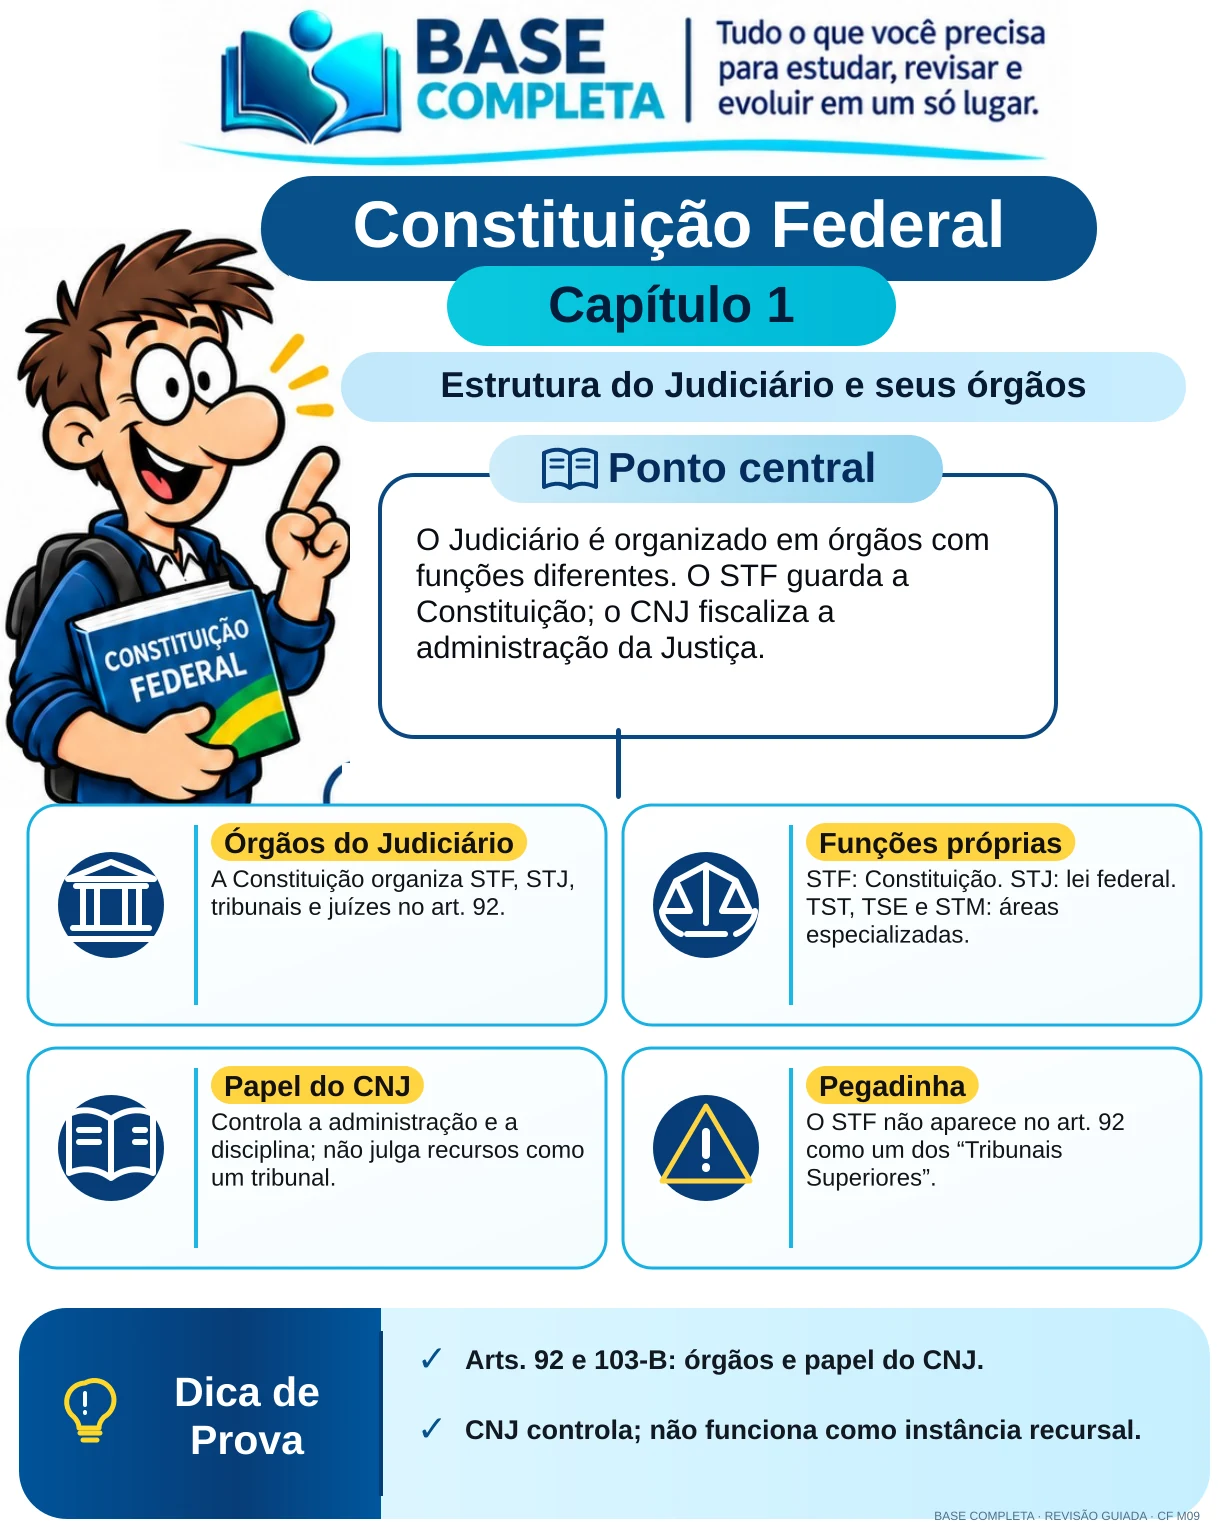 BASE
COMPLETA
Tudo o que você precisa
para estudar, revisar e
evoluir em um só lugar.
Constituição Federal
Capítulo 1
Estrutura do Judiciário e seus órgãos
Ponto central
O Judiciário é organizado em órgãos com
funções diferentes. O STF guarda a
Constituição; o CNJ fiscaliza a
administração da Justiça.
CONSTITUIÇÃO
FEDERAL
Órgãos do Judiciário
A Constituição organiza STF, STJ,
tribunais e juízes no art. 92.
Funções próprias
STF: Constituição. STJ: lei federal.
TST, TSE e STM: áreas
especializadas.
Papel do CNJ
Controla a administração e a
disciplina; não julga recursos como
um tribunal.
Pegadinha
O STF não aparece no art. 92
como um dos “Tribunais
Superiores”.
Dica de
Prova
✓ Arts. 92 e 103-B: órgãos e papel do CNJ.
✓ CNJ controla; não funciona como instância recursal.
BASE COMPLETA · REVISÃO GUIADA · CF M09